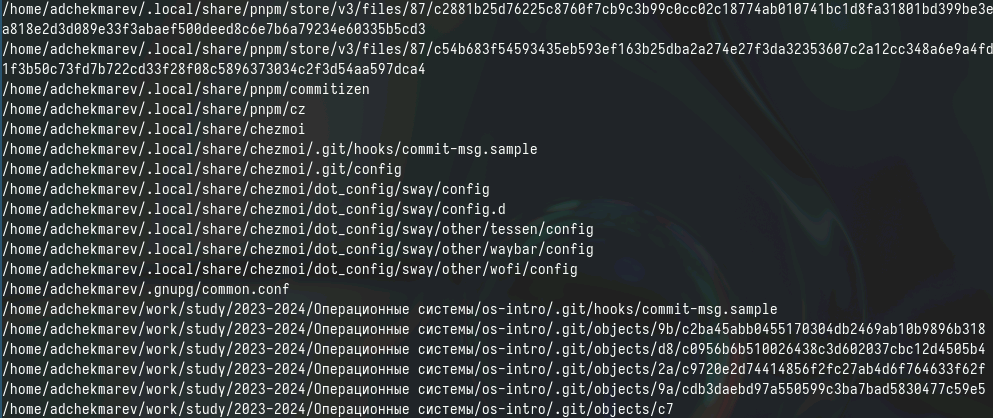 /home/adchekmarev/.local/share/pnpm/store/v3/files/87/c2881b25d76225c8760f7cb9c3b99c0cc02c18774ab010741bc1d8fa31801bd399be3e
a818e2d3d089e33f3abaef500deed8c6e7b6a79234e60335b5cd3
/home/adchekmarev/.local/share/pnpm/store/v3/files/87/c54b683f54593435eb593ef163b25dba2a274e27f3da32353607c2a12cc348a6e9a4fd
1f3b50c73fd7b722cd33f28f08c5896373034c2f3d54aa597dca4
/home/adchekmarev/.local/share/pnpm/commitizen
/home/adchekmarev/.local/share/pnpm/cz
/home/adchekmarev/.local/share/chezmoi
/home/adchekmarev/.local/share/chezmoi/.git/hooks/commit-msg.sample
/home/adchekmarev/.local/share/chezmoi/.git/config
/home/adchekmarev/.local/share/chezmoi/dot_config/sway/config
/home/adchekmarev/.local/share/chezmoi/dot_config/sway/config.d
/home/adchekmarev/.local/share/chezmoi/dot_config/sway/other/tessen/config
/home/adchekmarev/.local/share/chezmoi/dot_config/sway/other/waybar/config
/home/adchekmarev/.local/share/chezmoi/dot_config/sway/other/wofi/config
/home/adchekmarev/.gnupg/common.conf
/home/adchekmarev/work/study/2023-2024/Операционные системы/os-intro/.git/hooks/commit-msg.sample
/home/adchekmarev/work/study/2023-2024/Операционные системы/os-intro/.git/objects/9b/c2ba45abb0455170304db2469ab10b9896b318
/home/adchekmarev/work/study/2023-2024/Операционные системы/os-intro/.git/objects/d8/c0956b6b510026438c3d602037cbc12d4505b4
/home/adchekmarev/work/study/2023-2024/Операционные системы/os-intro/.git/objects/2a/c9720e2d74414856f2fc27ab4d6f764633f62f
/home/adchekmarev/work/study/2023-2024/Операционные системы/os-intro/.git/objects/9a/cdb3daebd97a550599c3ba7bad5830477c59e5
/home/adchekmarev/work/study/2023-2024/Операционные системы/os-intro/.git/objects/c7